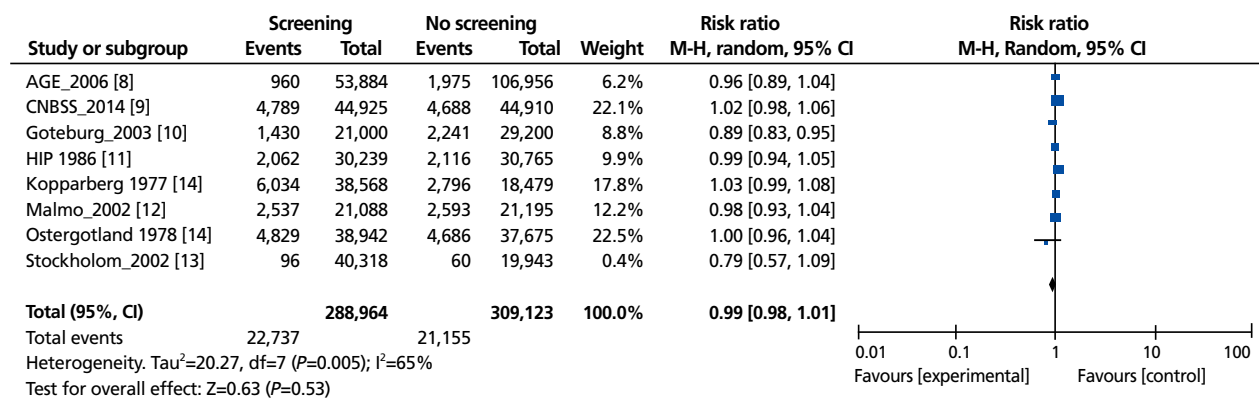 Screening No screening Risk ratio Risk ratio
Study or subgroup Events Total Events Total Weight M-H, random, 95% CI M-H, Random, 95% CI
AGE_2006 [8] 960 53,884 1,975 106,956 6.2% 0.96 [0.89, 1.04]
CNBSS_2014 [9] 4,789 44,925 4,688 44,910 22.1% 1.02 [0.98, 1.06]
Goteburg_2003 [10] 1,430 21,000 2,241 29,200 8.8% 0.89 [0.83, 0.95]
HIP 1986 [11] 2,062 30,239 2,116 30,765 9.9% 0.99 [0.94, 1.05]
Kopparberg 1977 [14] 6,034 38,568 2,796 18,479 17.8% 1.03 [0.99, 1.08]
Malmo_2002 [12] 2,537 21,088 2,593 21,195 12.2% 0.98 [0.93, 1.04]
Ostergotland 1978 [14] 4,829 38,942 4,686 37,675 22.5% 1.00 [0.96, 1.04]
Stockholom_2002 [13] 96 40,318 60 19,943 0.4% 0.79 [0.57, 1.09]
Total (95%, CI) 288,964 309,123 100.0% 0.99 [0.98, 1.01]
Total events 22,737 21,155
Heterogeneity. Tau²=20.27, df=7 (P=0.005); I²=65%
Test for overall effect: Z=0.63 (P=0.53)
0.01 0.1 1 10 100
Favours [experimental] Favours [control]